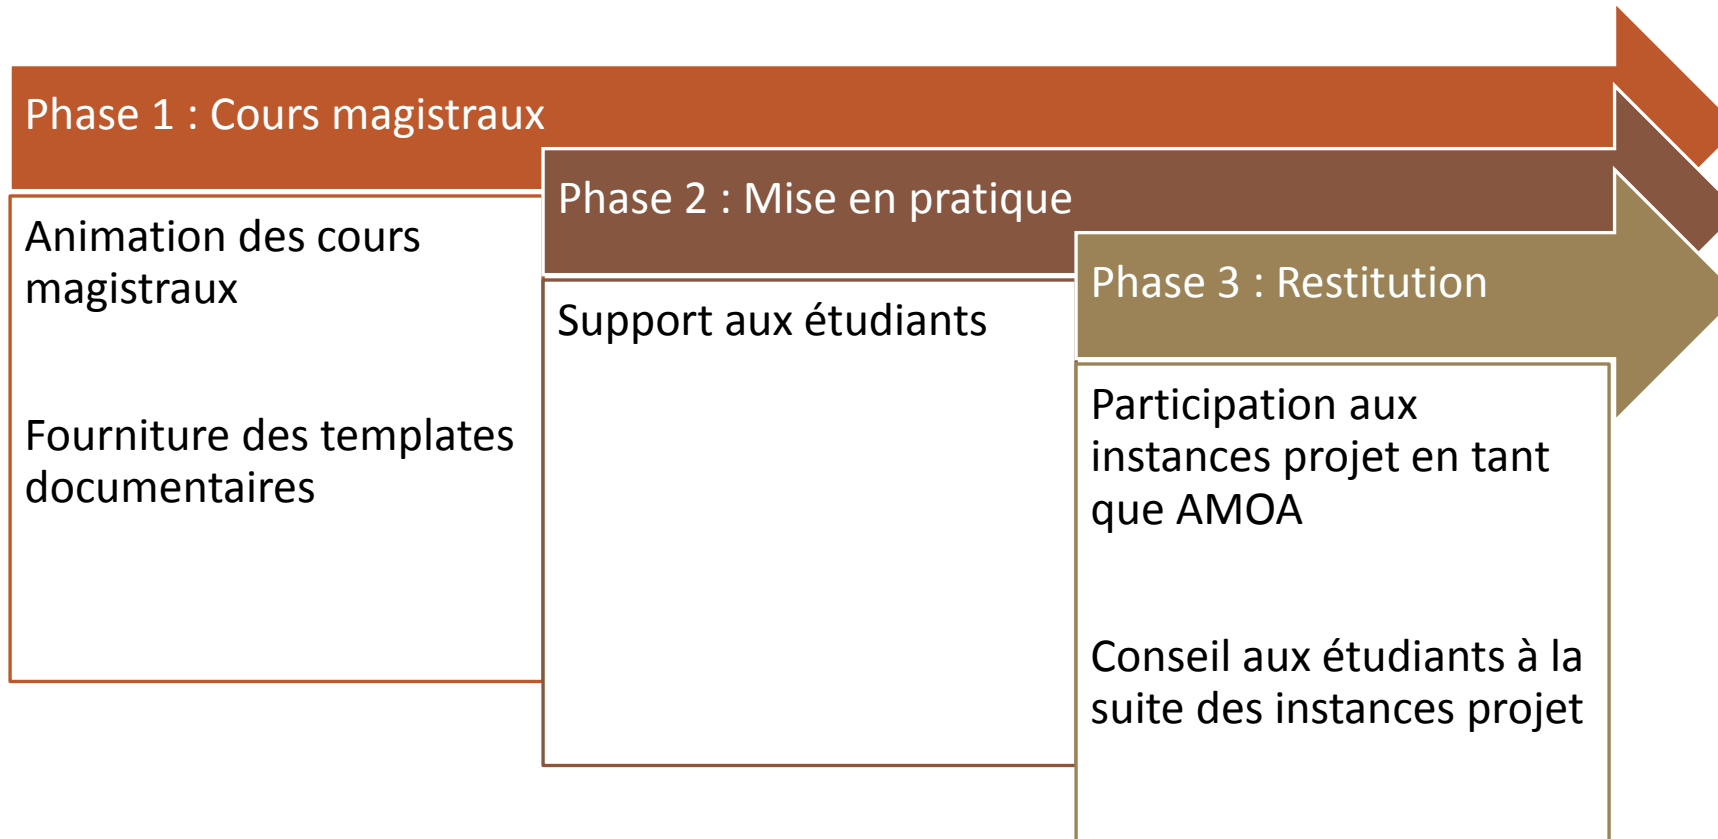 Phase 1 : Cours magistraux
Animation des cours
magistraux
Fourniture des templates
documentaires
Phase 2 : Mise en pratique
Support aux étudiants
Phase 3 : Restitution
Participation aux
instances projet en tant
que AMOA
Conseil aux étudiants à la
suite des instances projet